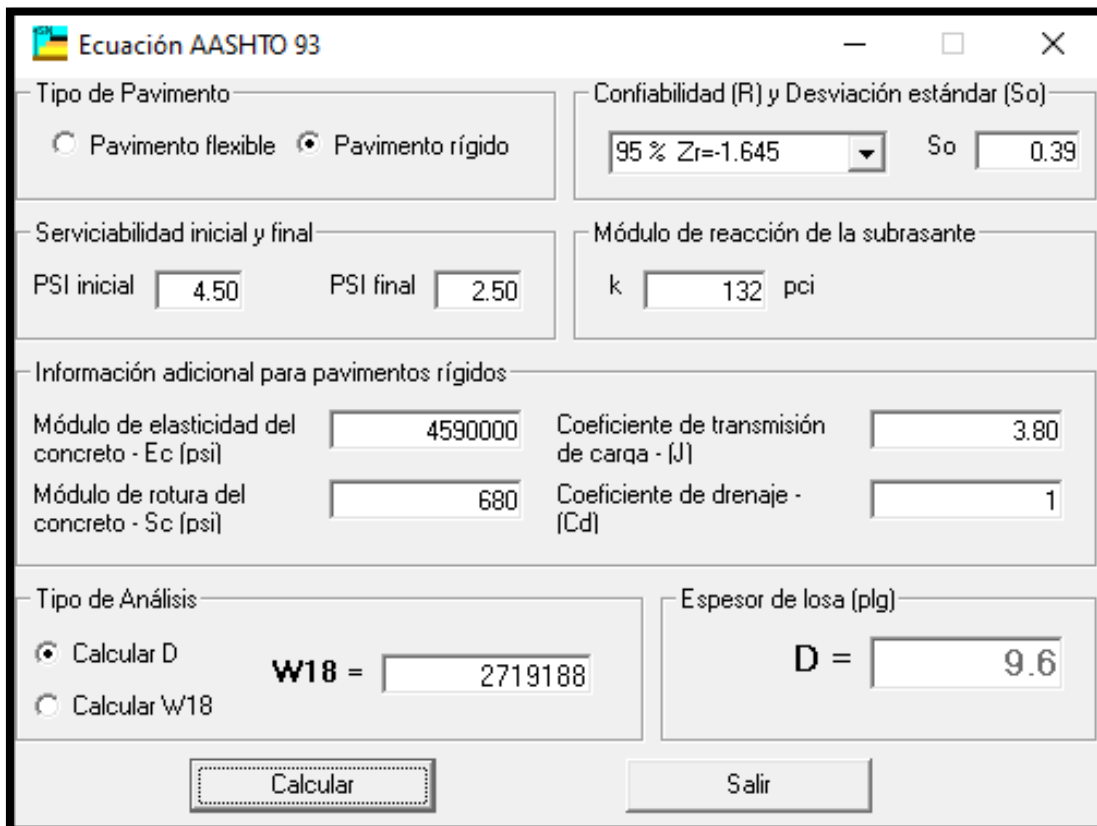 Ecuación AASHTO 93
Tipo de Pavimento
Pavimento flexible
Pavimento rígido
Confiabilidad (R) y Desviación estándar (So)
95 % Zr=-1.645
So
0.39
Serviciabilidad inicial y final
PSI inicial
4.50
PSI final
2.50
Módulo de reacción de la subrasante
k
132
pci
Información adicional para pavimentos rígidos
Módulo de elasticidad del
concreto - Ec (psi)
4590000
Coeficiente de transmisión
de carga - (J)
3.80
Módulo de rotura del
concreto - Sc (psi)
680
Coeficiente de drenaje -
(Cd)
1
Tipo de Análisis
Calcular D
Calcular W18
W18 =
2719188
Espesor de losa (plg)
D =
9.6
Calcular
Salir